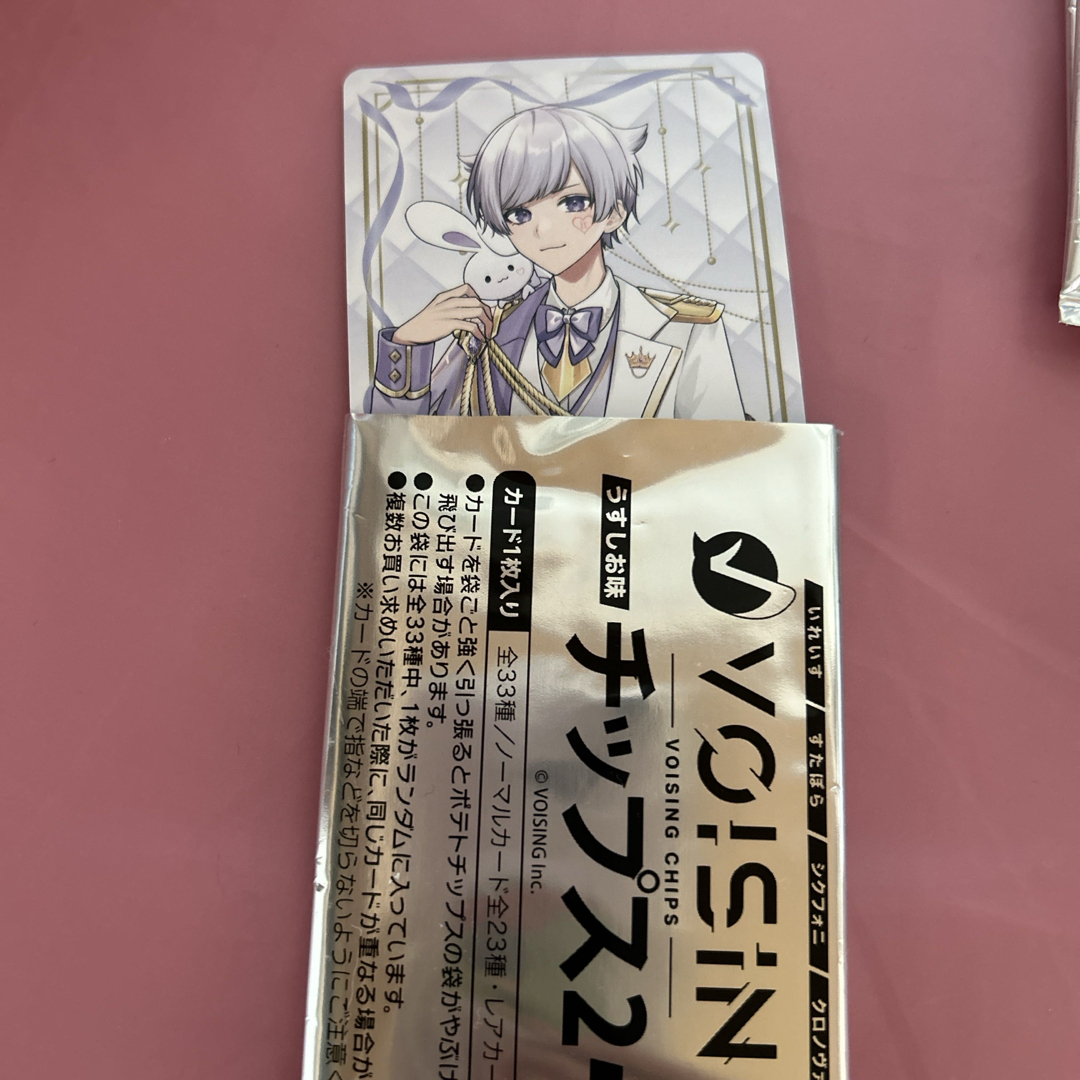 いれいす / すたぽら / シクフォニ / クロノヴァ
VOISIN
VOISING CHIPS
うすしお味
チップス2
© VOISING Inc.
カード1枚入り
全33種/ノーマルカード全23種・レアカー
●カードを袋ごと強く引っ張るとポテトチップスの袋がやぶけ
飛び出す場合があります。
●この袋には全33種中、1枚がランダムに入っています。
●複数お買い求めいただいた際に、同じカードが重なる場合が
※カードの端で指などを切らないようにご注意く